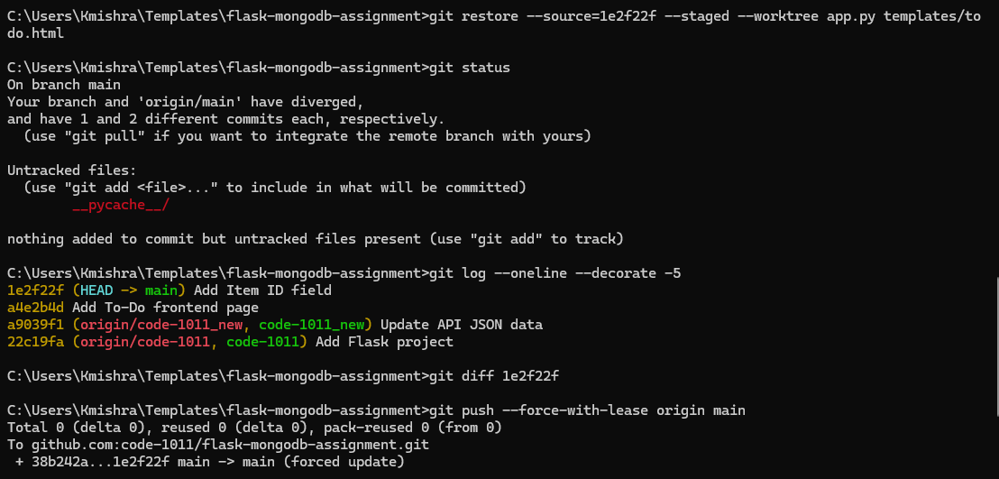 C:\Users\Kmishra\Templates\flask-mongodb-assignment>git restore --source=1e2f22f --staged --worktree app.py templates/to
do.html
C:\Users\Kmishra\Templates\flask-mongodb-assignment>git status
On branch main
Your branch and 'origin/main' have diverged,
and have 1 and 2 different commits each, respectively.
  (use "git pull" if you want to integrate the remote branch with yours)
Untracked files:
  (use "git add <file>..." to include in what will be committed)
        __pycache__/
nothing added to commit but untracked files present (use "git add" to track)
C:\Users\Kmishra\Templates\flask-mongodb-assignment>git log --oneline --decorate -5
1e2f22f (HEAD -> main) Add Item ID field
a4e2b4d Add To-Do frontend page
a9039f1 (origin/code-1011_new, code-1011_new) Update API JSON data
22c19fa (origin/code-1011, code-1011) Add Flask project
C:\Users\Kmishra\Templates\flask-mongodb-assignment>git diff 1e2f22f
C:\Users\Kmishra\Templates\flask-mongodb-assignment>git push --force-with-lease origin main
Total 0 (delta 0), reused 0 (delta 0), pack-reused 0 (from 0)
To github.com:code-1011/flask-mongodb-assignment.git
 + 38b242a...1e2f22f main -> main (forced update)